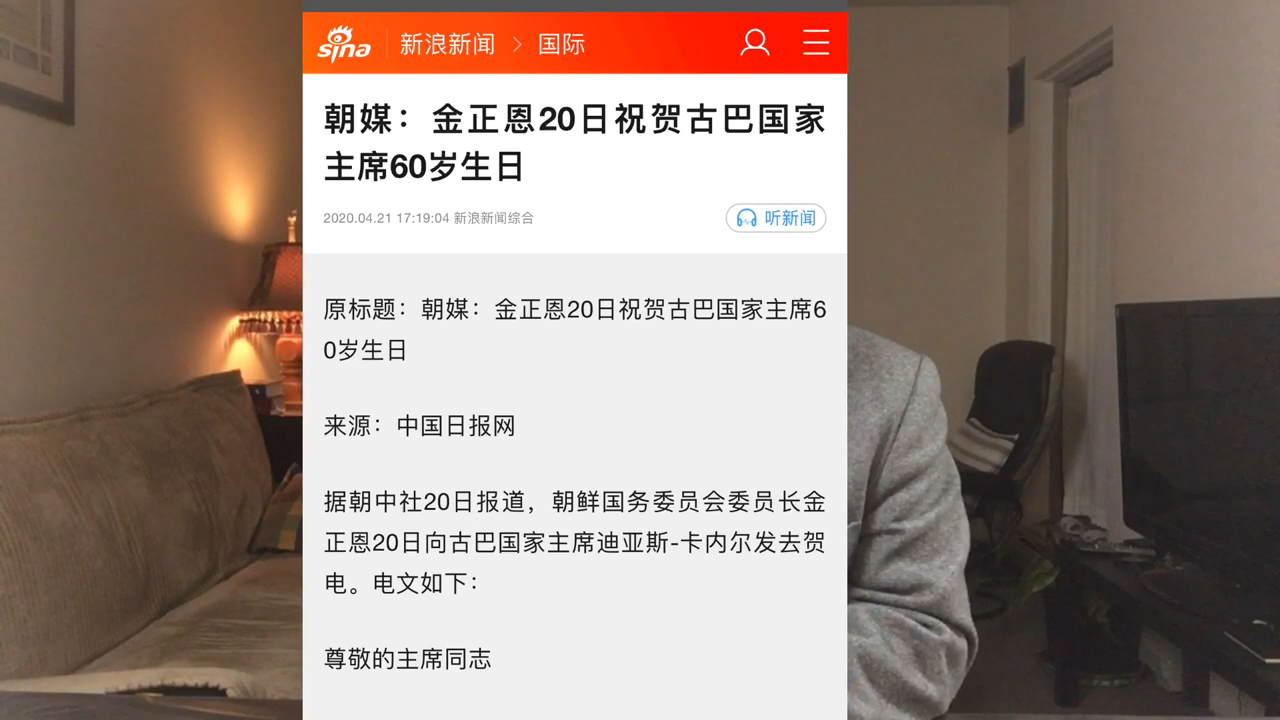 sina 新浪新闻 > 国际
朝媒：金正恩20日祝贺古巴国家
主席60岁生日
2020.04.21 17:19:04 新浪新闻综合
听新闻
原标题：朝媒：金正恩20日祝贺古巴国家主席6
0岁生日
来源：中国日报网
据朝中社20日报道，朝鲜国务委员会委员长金
正恩20日向古巴国家主席迪亚斯-卡内尔发去贺
电。电文如下：
尊敬的主席同志